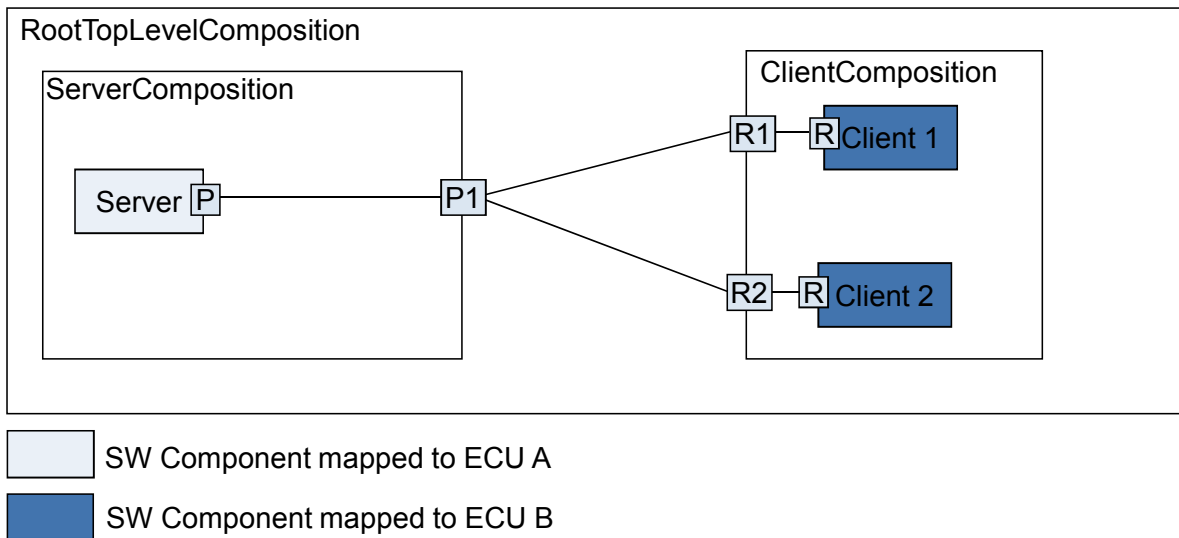 RootTopLevelComposition
ServerComposition
ClientComposition
Server
P
P1
R1
R
Client 1
R2
R
Client 2
SW Component mapped to ECU A
SW Component mapped to ECU B